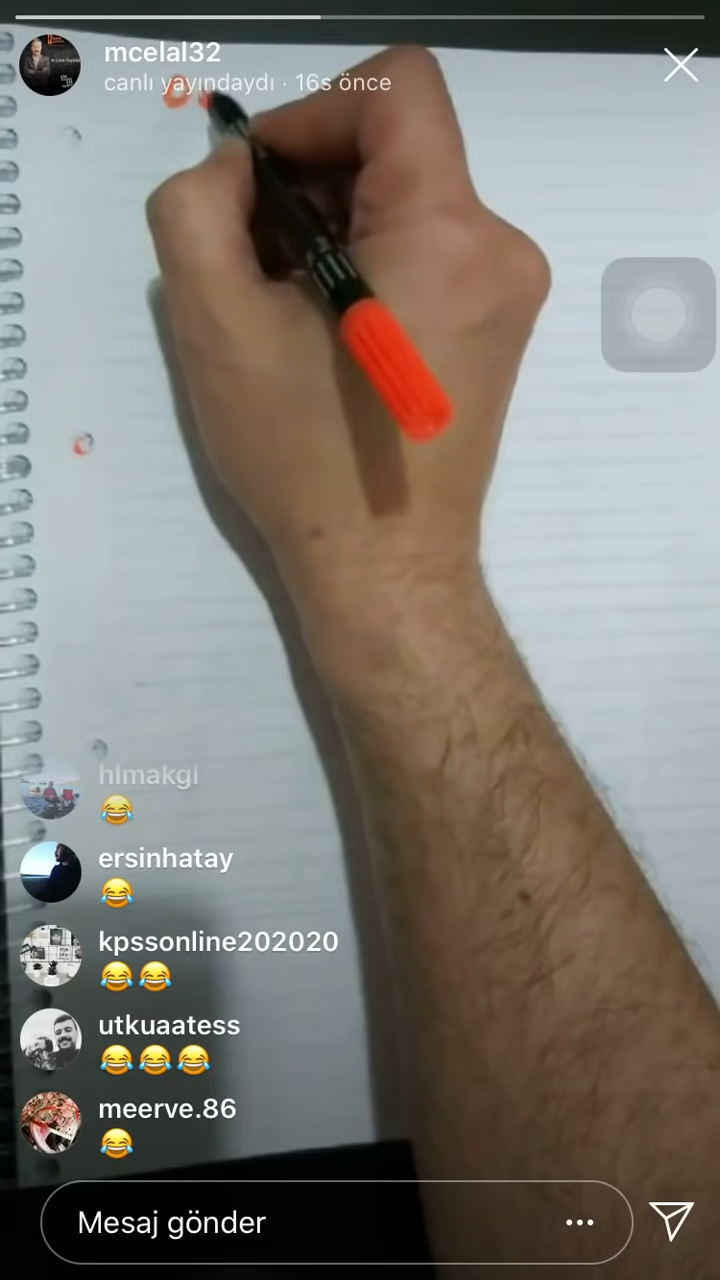 mcelal32
canlı yayındaydı · 16s önce
hlmakgl
😂
ersinhatay
😂
kpssonline202020
😂😂
utkuaatess
😂😂😂
meerve.86
😂
Mesaj gönder